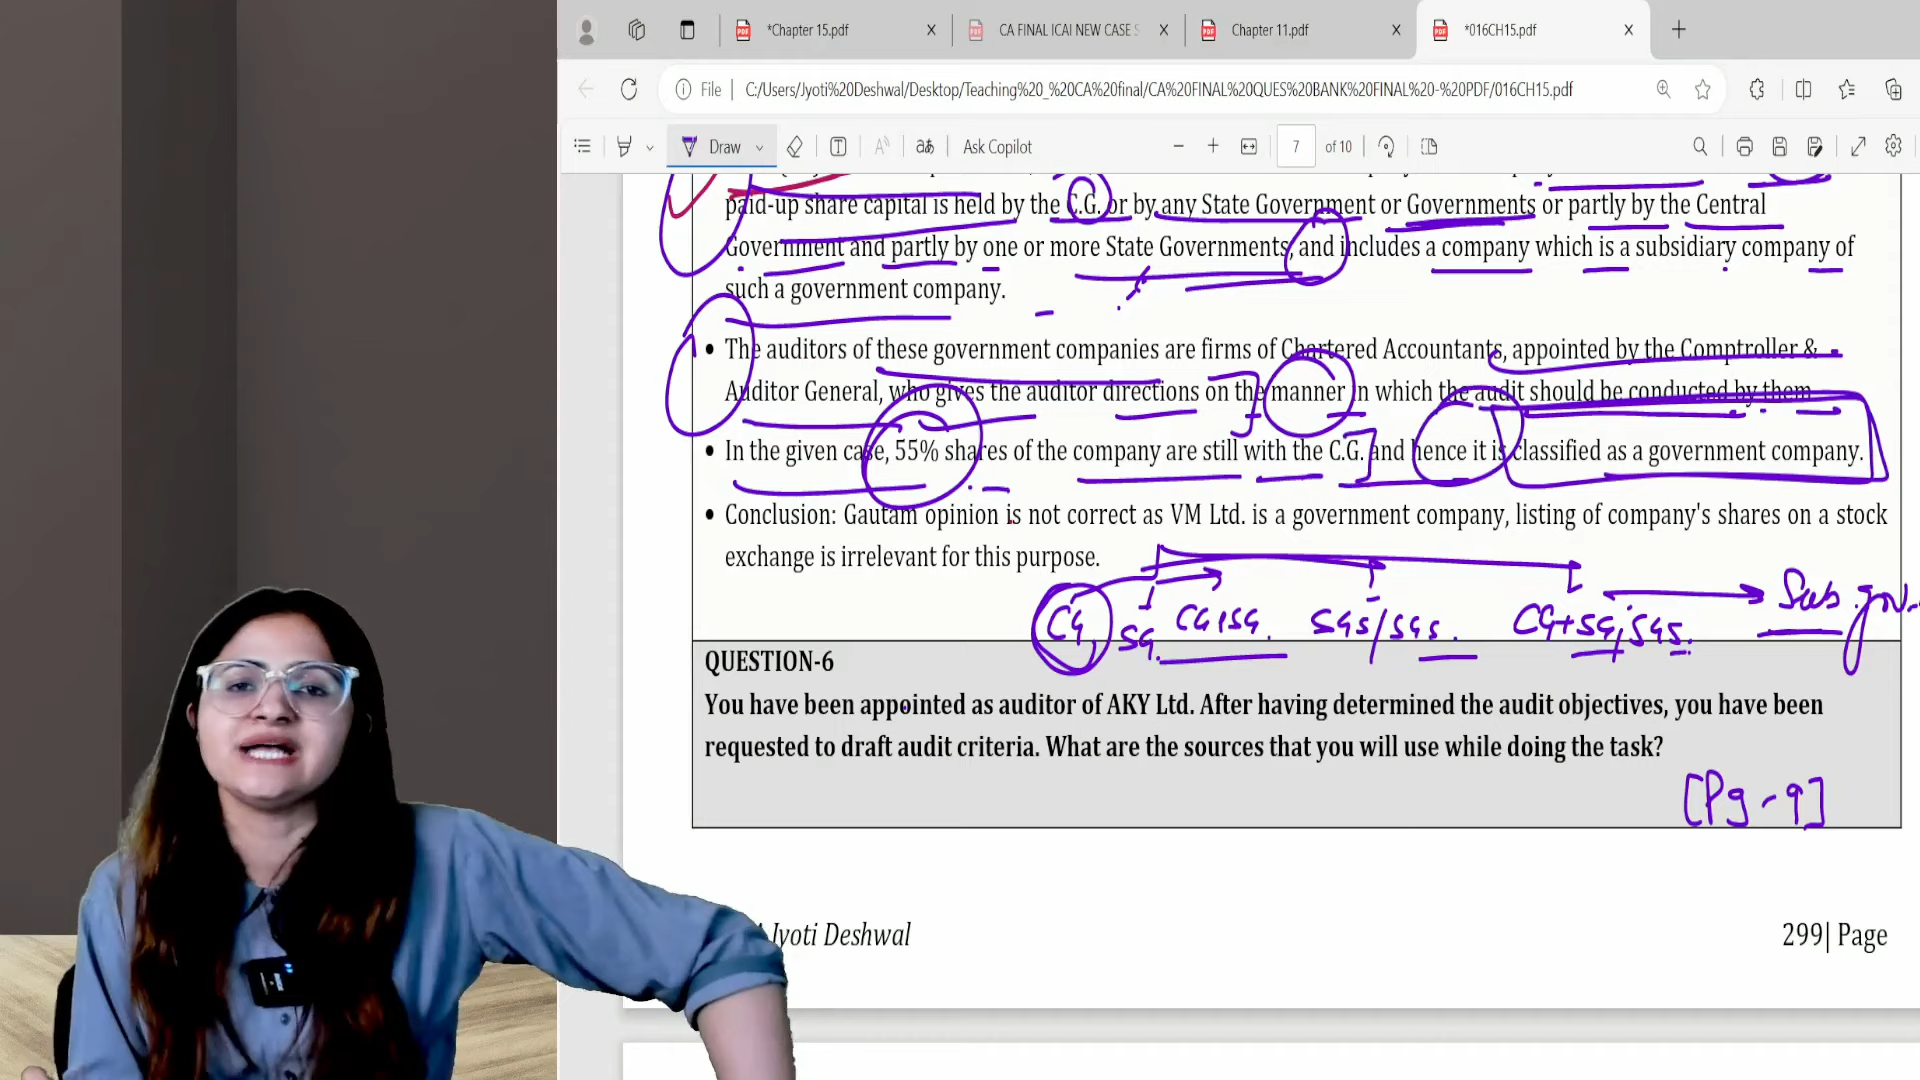 *Chapter 15.pdf
CA FINAL ICAI NEW CASE S
Chapter 11.pdf
*016CH15.pdf
File
C:/Users/Jyoti%20Deshwal/Desktop/Teaching%20_%20CA%20final/CA%20FINAL%20QUES%20BANK%20FINAL%20-%20PDF/016CH15.pdf
Draw
Ask Copilot
7 of 10
paid-up share capital is held by the C.G. or by any State Government or Governments or partly by the Central
Government and partly by one or more State Governments, and includes a company which is a subsidiary company of
such a government company.
• The auditors of these government companies are firms of Chartered Accountants, appointed by the Comptroller &
Auditor General, who gives the auditor directions on the manner in which the audit should be conducted by them
• In the given case, 55% shares of the company are still with the C.G. and hence it is classified as a government company.
• Conclusion: Gautam opinion is not correct as VM Ltd. is a government company, listing of company's shares on a stock
exchange is irrelevant for this purpose.
CG, SG. CG+SG. SGs/SGs. CG+SG, SGs. Sub. gov.
QUESTION-6
You have been appointed as auditor of AKY Ltd. After having determined the audit objectives, you have been
requested to draft audit criteria. What are the sources that you will use while doing the task?
[Pg - 9]
Jyoti Deshwal
299| Page